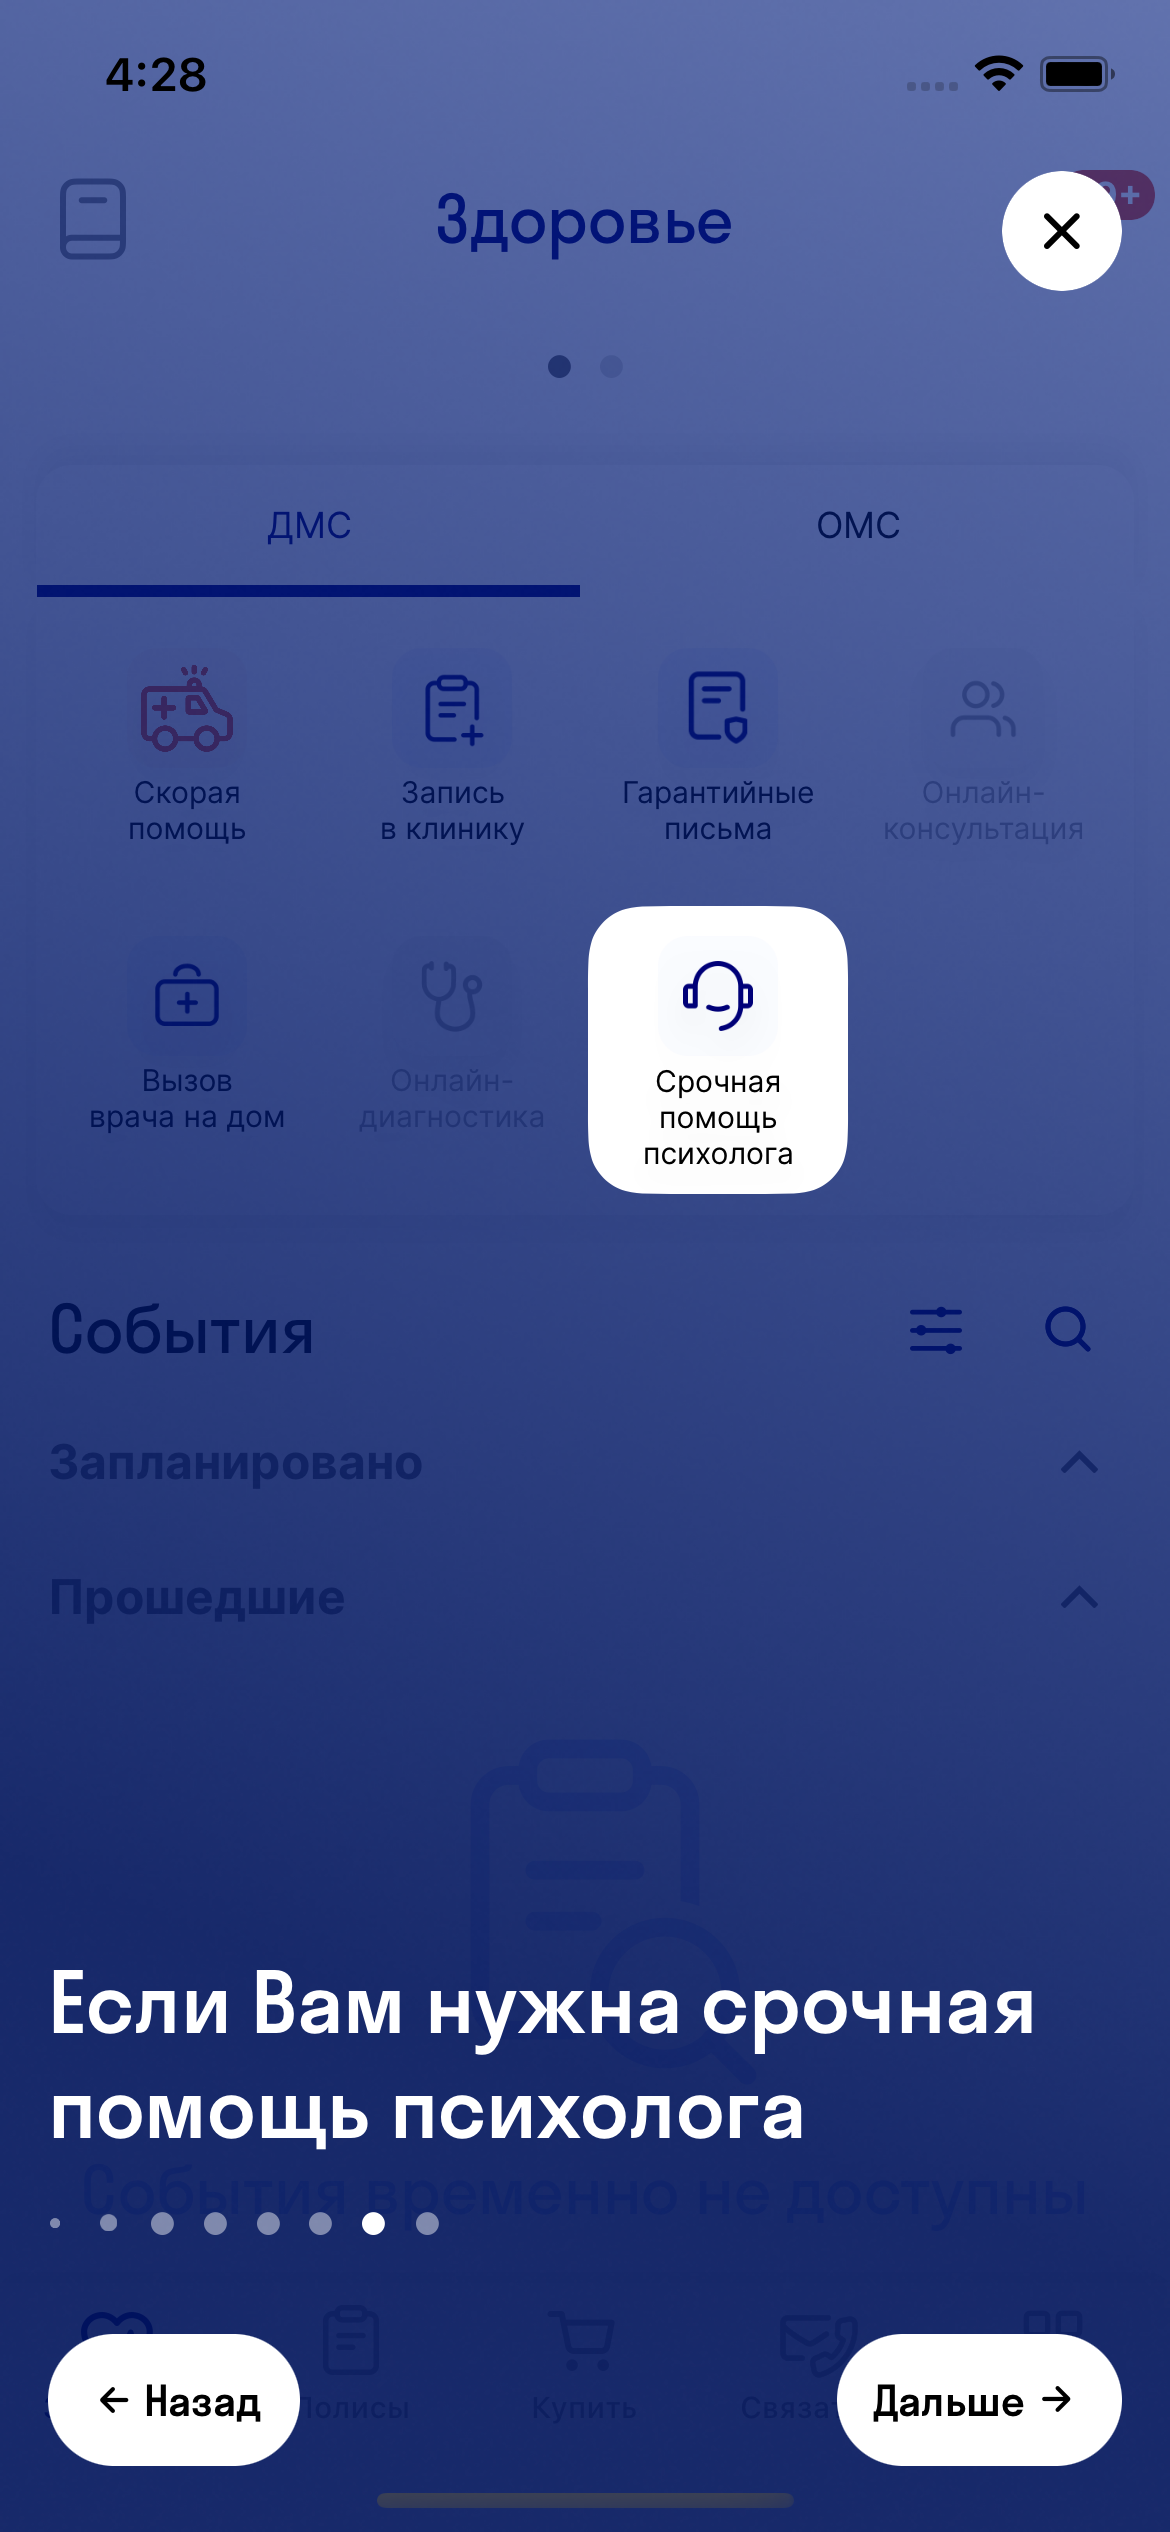 4:28
Здоровье
ДМС
ОМС
Скорая
помощь
Запись
в клинику
Гарантийные
письма
Онлайн-
консультация
Вызов
врача на дом
Онлайн-
диагностика
Срочная
помощь
психолога
События
Запланировано
Прошедшие
Если Вам нужна срочная
помощь психолога
События временно не доступны
← Назад
Купить
Дальше →